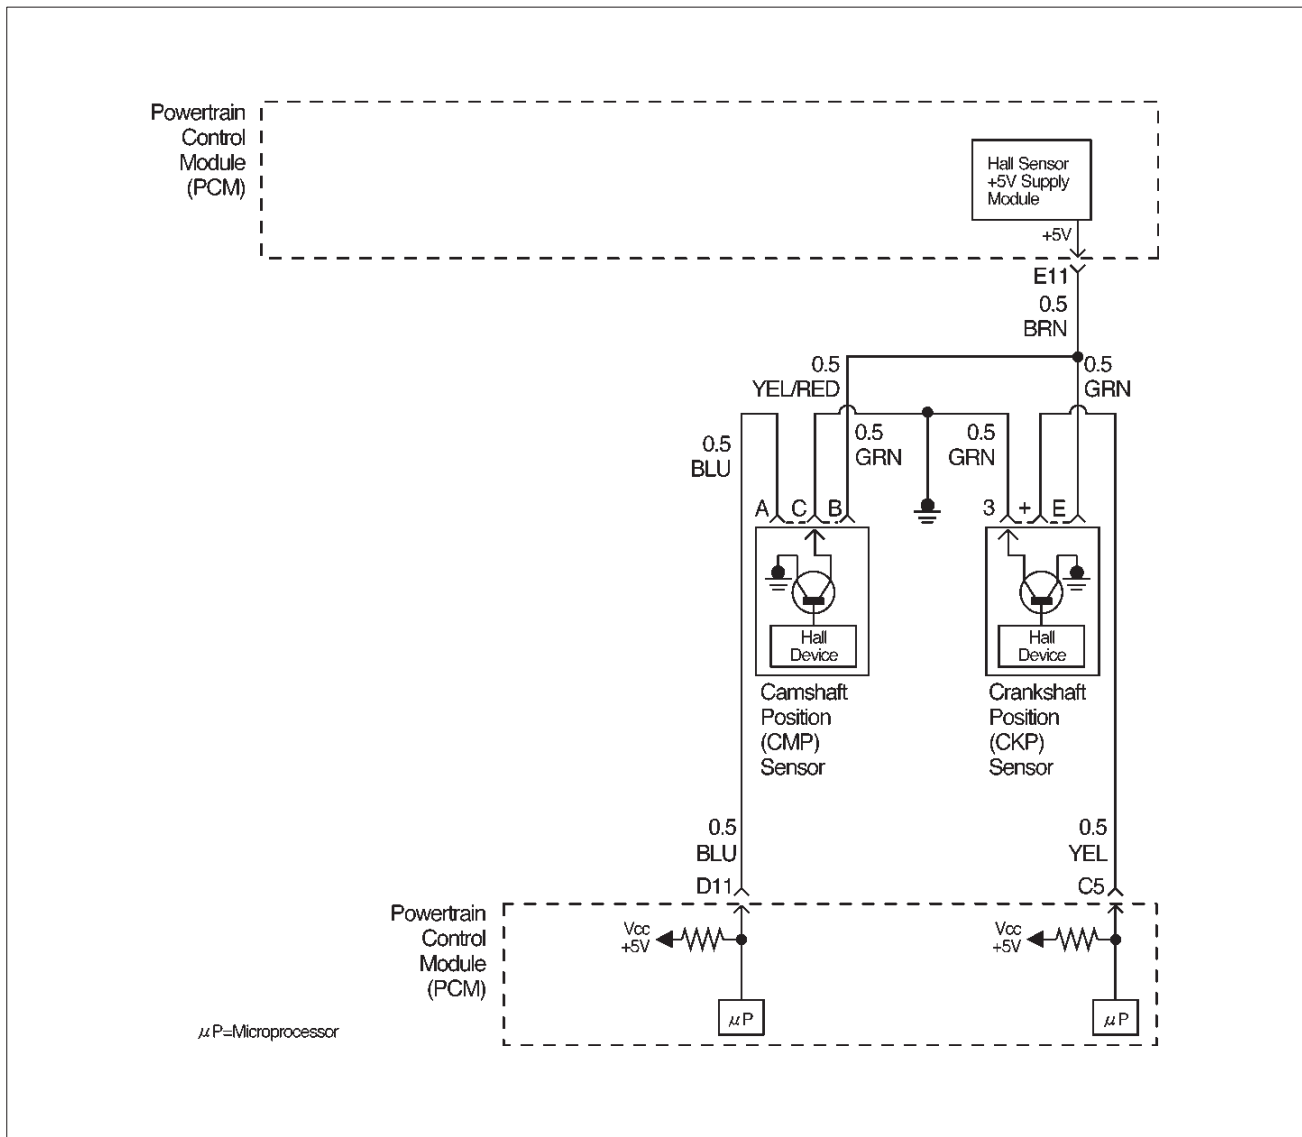 Powertrain
Control
Module
(PCM)
Hall Sensor
+5V Supply
Module
+5V
E11
0.5
BRN
0.5
YEL/RED
0.5
GRN
0.5
BLU
0.5
GRN
0.5
GRN
A
C
B
3
+
E
Hall
Device
Hall
Device
Camshaft
Position
(CMP)
Sensor
Crankshaft
Position
(CKP)
Sensor
0.5
BLU
0.5
YEL
D11
C5
Powertrain
Control
Module
(PCM)
Vcc
+5V
Vcc
+5V
μP
μP
μP=Microprocessor